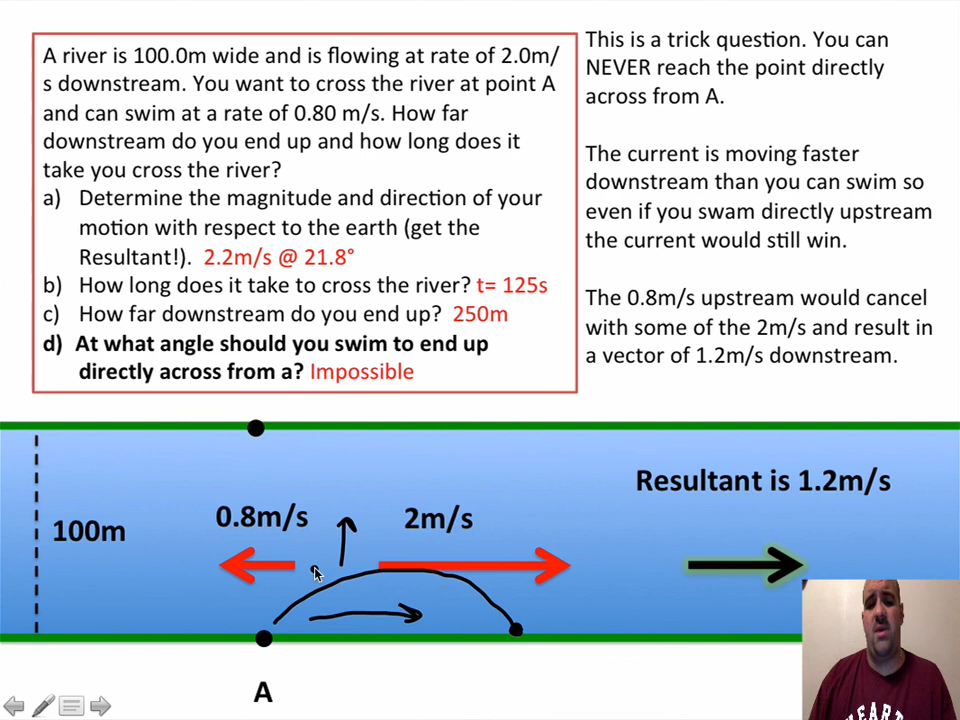 A river is 100.0m wide and is flowing at rate of 2.0m/
s downstream. You want to cross the river at point A
and can swim at a rate of 0.80 m/s. How far
downstream do you end up and how long does it
take you cross the river?
a) Determine the magnitude and direction of your
motion with respect to the earth (get the
Resultant!). 2.2m/s @ 21.8°
b) How long does it take to cross the river? t= 125s
c) How far downstream do you end up? 250m
d) At what angle should you swim to end up
directly across from a? Impossible
This is a trick question. You can
NEVER reach the point directly
across from A.
The current is moving faster
downstream than you can swim so
even if you swam directly upstream
the current would still win.
The 0.8m/s upstream would cancel
with some of the 2m/s and result in
a vector of 1.2m/s downstream.
Resultant is 1.2m/s
0.8m/s
2m/s
100m
A